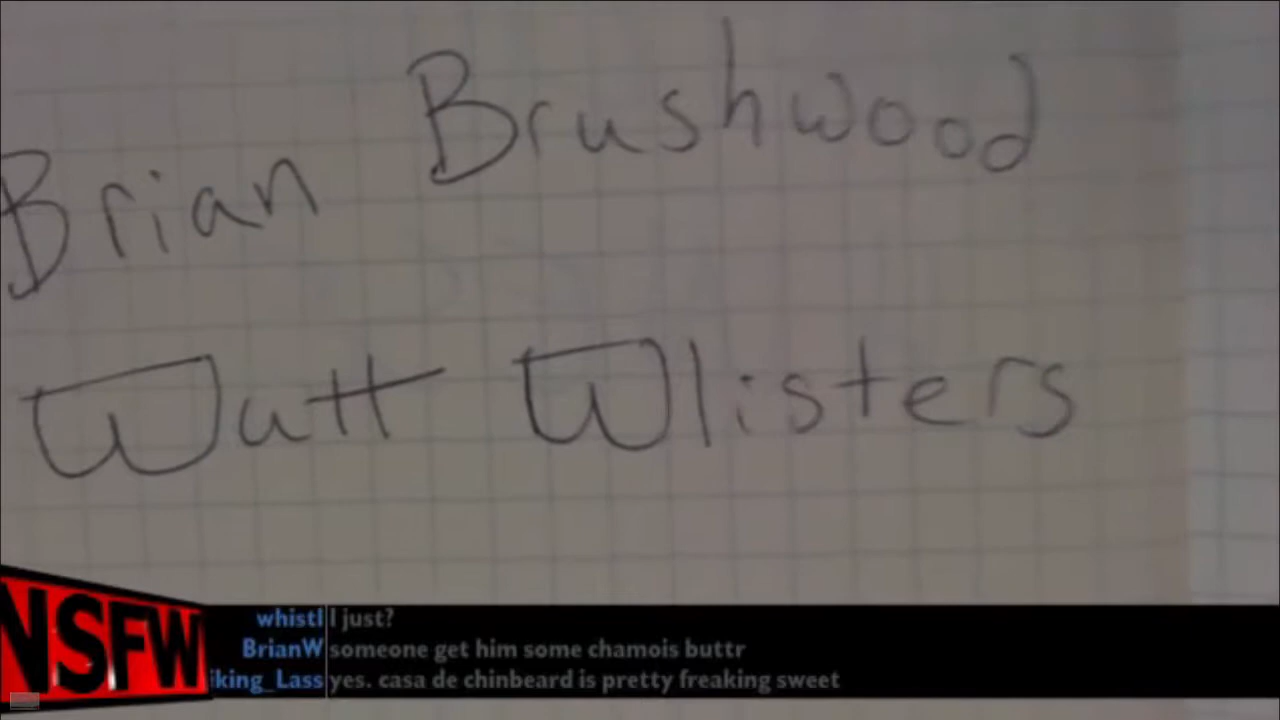 Brian Brushwood
Watt Wlisters
NSFW
whistl I just?
BrianW someone get him some chamois buttr
iking_Lass yes. casa de chinbeard is pretty freaking sweet